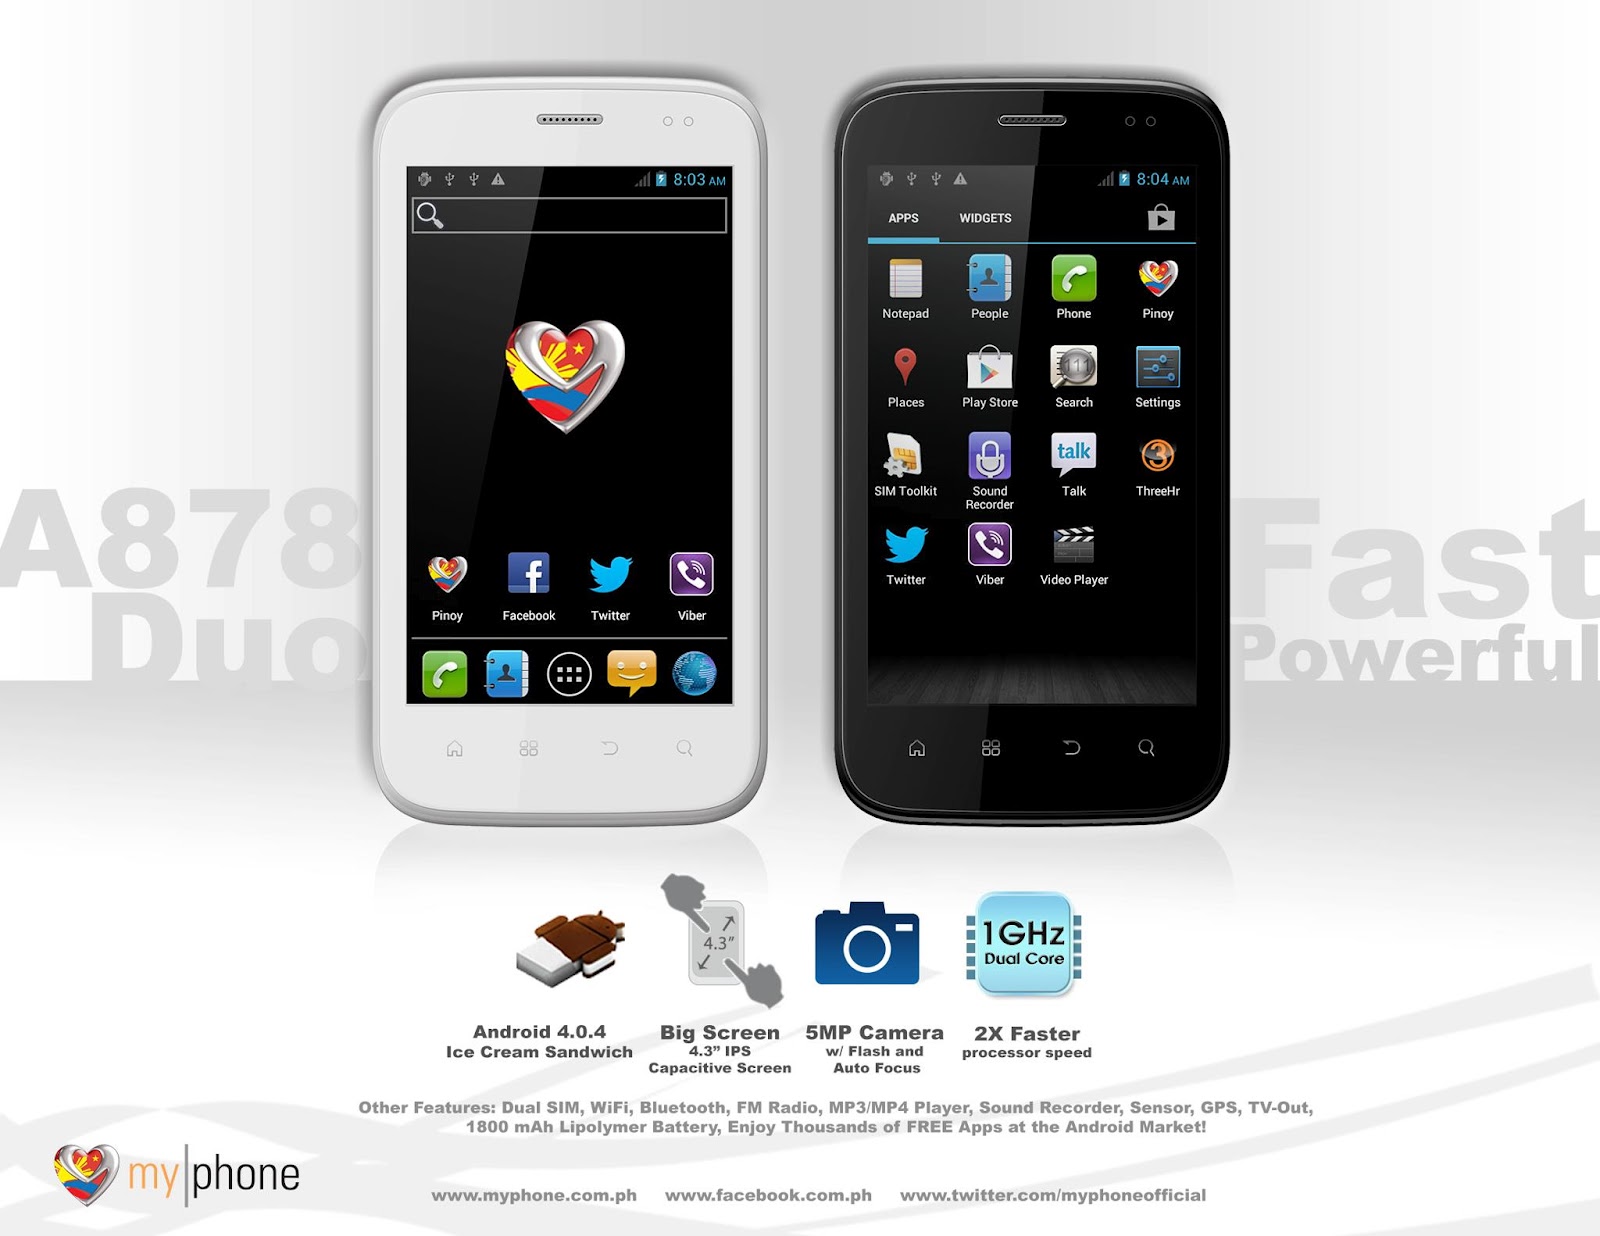 8:03 AM
Pinoy Facebook Twitter Viber
8:04 AM
APPS WIDGETS
Notepad People Phone Pinoy
Places Play Store Search Settings
111
talk
3
SIM Toolkit Sound Recorder Talk ThreeHr
Twitter Viber Video Player
A878
Duo
Fast
Powerful
4.3”
1GHz
Dual Core
Android 4.0.4
Ice Cream Sandwich
Big Screen
4.3” IPS
Capacitive Screen
5MP Camera
w/ Flash and
Auto Focus
2X Faster
processor speed
Other Features: Dual SIM, WiFi, Bluetooth, FM Radio, MP3/MP4 Player, Sound Recorder, Sensor, GPS, TV-Out,
1800 mAh Lipolymer Battery, Enjoy Thousands of FREE Apps at the Android Market!
my|phone
www.myphone.com.ph www.facebook.com.ph www.twitter.com/myphoneofficial